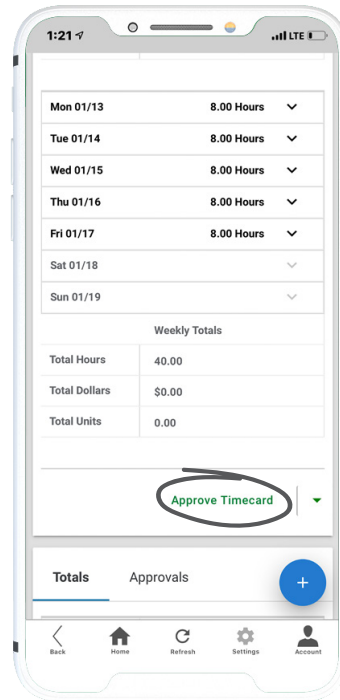 1:21 LTE
Mon 01/13 8.00 Hours
Tue 01/14 8.00 Hours
Wed 01/15 8.00 Hours
Thu 01/16 8.00 Hours
Fri 01/17 8.00 Hours
Sat 01/18
Sun 01/19
Weekly Totals
Total Hours 40.00
Total Dollars $0.00
Total Units 0.00
Approve Timecard
Totals Approvals +
Back Home Refresh Settings Account